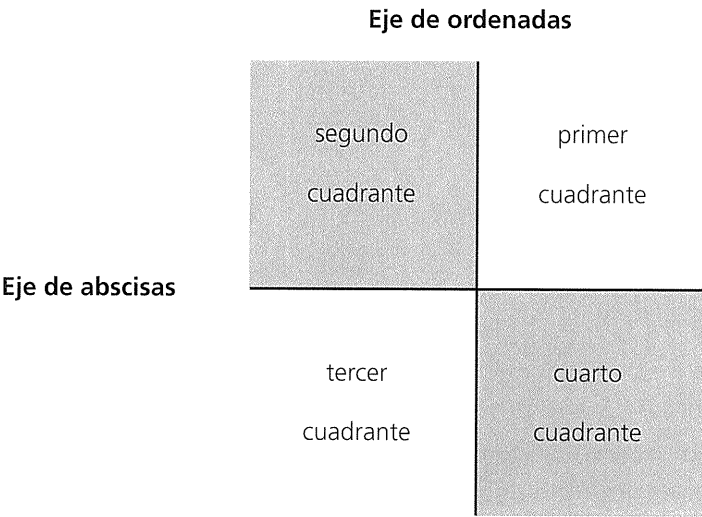 Eje de ordenadas
segundo
cuadrante
primer
cuadrante
Eje de abscisas
tercer
cuadrante
cuarto
cuadrante